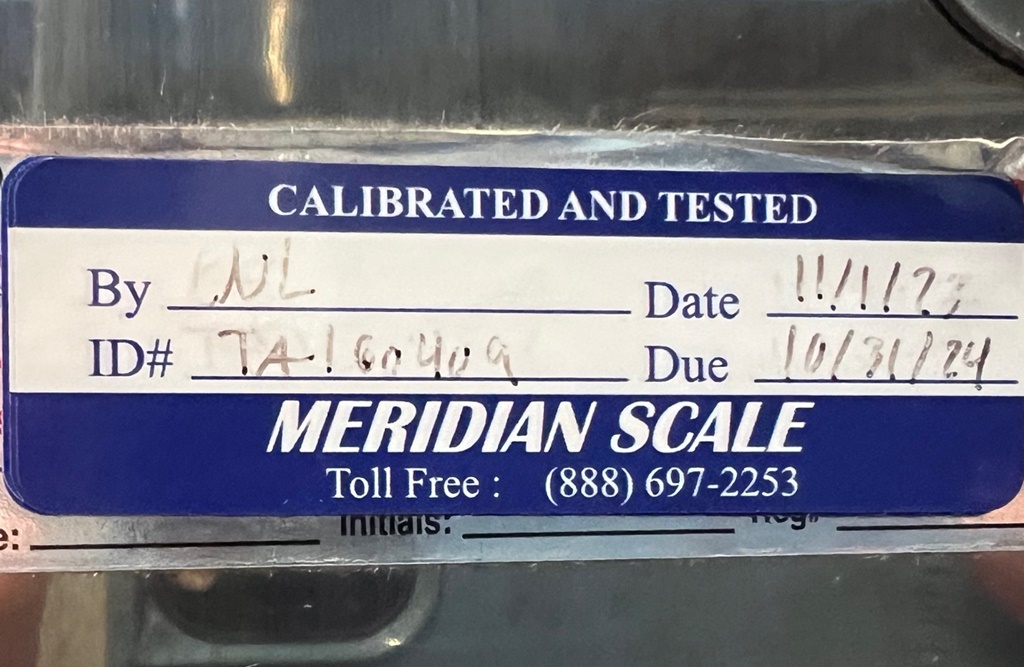 CALIBRATED AND TESTED
By NL Date 11/1/23
ID# Due 10/31/24
MERIDIAN SCALE
Toll Free : (888) 697-2253
Initials: